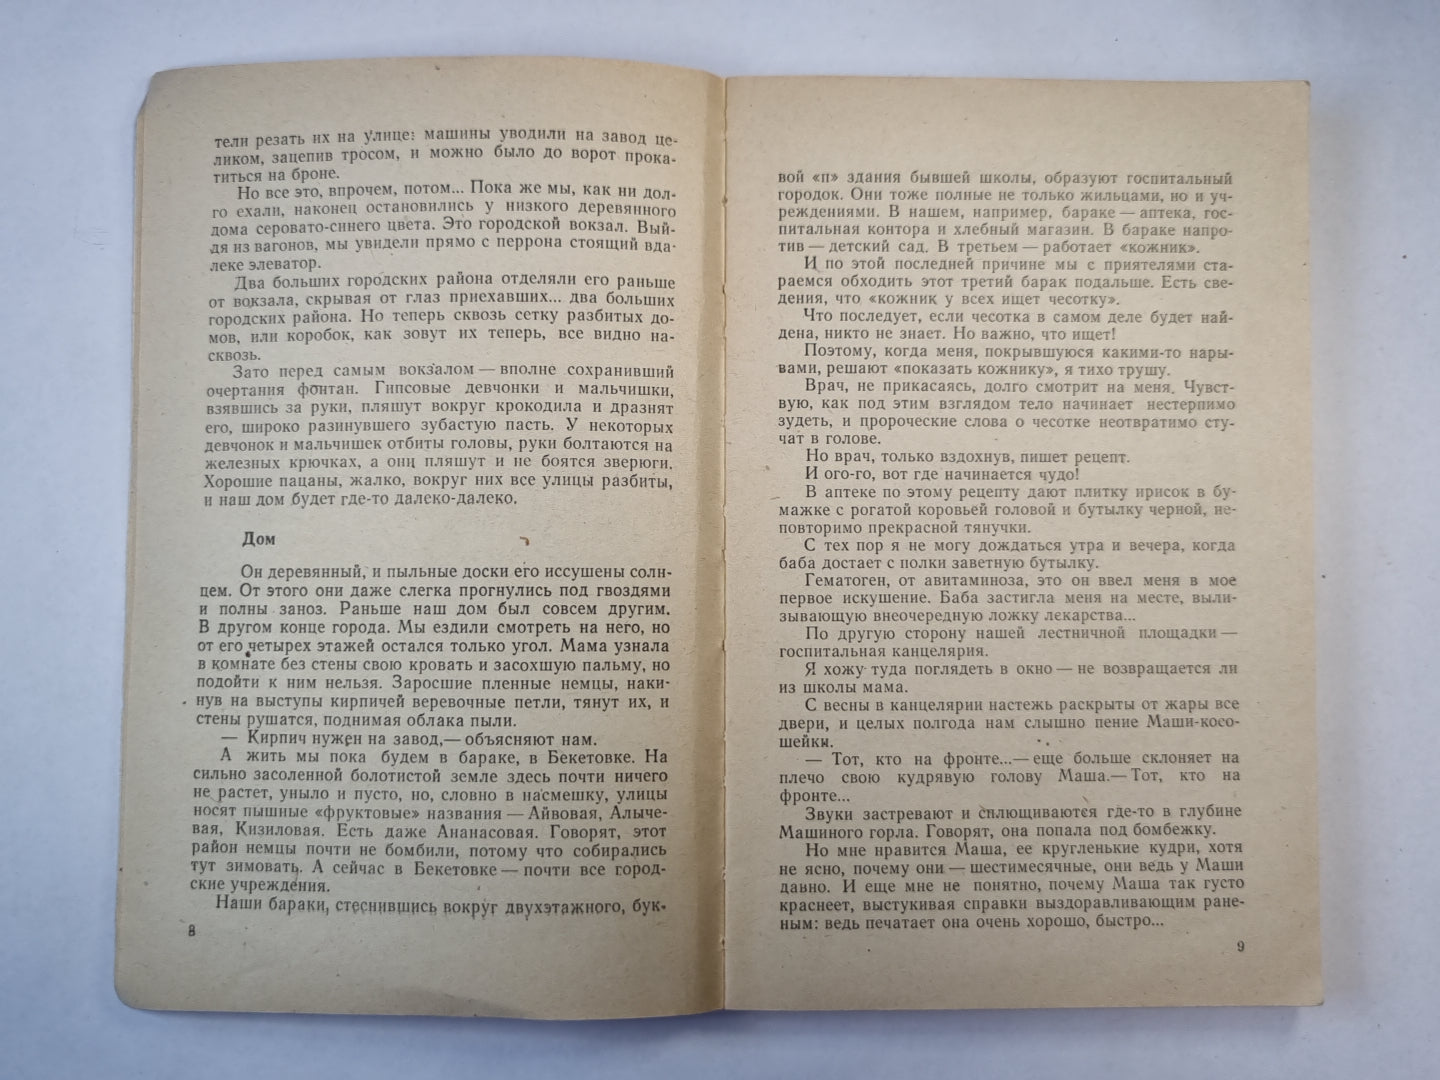 тели резать их на улице: машины уводили на завод це-
ликом, зацепив тросом, и можно было до ворот прока-
титься на броне.
Но все это, впрочем, потом... Пока же мы, как ни дол-
го ехали, наконец остановились у низкого деревянного
дома серовато-синего цвета. Это городской вокзал. Вый-
дя из вагонов, мы увидели прямо с перрона стоящий вда-
леке элеватор.
Два больших городских района отделяли его раньше
от вокзала, скрывая от глаз приехавших... два больших
городских района. Но теперь сквозь сетку разбитых до-
мов, или коробок, как зовут их теперь, все видно на-
сквозь.
Зато перед самым вокзалом — вполне сохранивший
очертания фонтан. Гипсовые девчонки и мальчишки,
взявшись за руки, пляшут вокруг крокодила и дразнят
его, широко разинувшего зубастую пасть. У некоторых
девчонок и мальчишек отбиты головы, руки болтаются на
железных крючках, а они пляшут и не боятся зверюги.
Хорошие пацаны, жалко, вокруг них все улицы разбиты,
и наш дом будет где-то далеко-далеко.
Дом
Он деревянный, и пыльные доски его иссушены солн-
цем. От этого они даже слегка прогнулись под гвоздями
и полны заноз. Раньше наш дом был совсем другим.
В другом конце города. Мы ездили смотреть на него, но
от его четырех этажей остался только угол. Мама узнала
в комнате без стены свою кровать и засохшую пальму, но
подойти к ним нельзя. Заросшие пленные немцы, наки-
нув на выступы кирпичей веревочные петли, тянут их, и
стены рушатся, поднимая облака пыли.
— Кирпич нужен на завод,— объясняют нам.
А жить мы пока будем в бараке, в Бекетовке. На
сильно засоленной болотистой земле здесь почти ничего
не растет, уныло и пусто, но, словно в насмешку, улицы
носят пышные «фруктовые» названия — Айвовая, Алыче-
вая, Кизиловая. Есть даже Ананасовая. Говорят, этот
район немцы почти не бомбили, потому что собирались
тут зимовать. А сейчас в Бекетовке — почти все город-
ские учреждения.
Наши бараки, стеснившись вокруг двухэтажного, бук-
8
вой «п» здания бывшей школы, образуют госпитальный
городок. Они тоже полные не только жильцами, но и уч-
реждениями. В нашем, например, бараке — аптека, гос-
питальная контора и хлебный магазин. В бараке напро-
тив — детский сад. В третьем — работает «кожник».
И по этой последней причине мы с приятелями ста-
раемся обходить этот третий барак подальше. Есть све-
дения, что «кожник у всех ищет чесотку».
Что последует, если чесотка в самом деле будет най-
дена, никто не знает. Но важно, что ищет!
Поэтому, когда меня, покрывшуюся какими-то нары-
вами, решают «показать кожнику», я тихо трушу.
Врач, не прикасаясь, долго смотрит на меня. Чувст-
вую, как под этим взглядом тело начинает нестерпимо
зудеть, и пророческие слова о чесотке неотвратимо сту-
чат в голове.
Но врач, только вздохнув, пишет рецепт.
И ого-го, вот где начинается чудо!
В аптеке по этому рецепту дают плитку ирисок в бу-
мажке с рогатой коровьей головой и бутылку черной, не-
повторимо прекрасной тянучки.
С тех пор я не могу дождаться утра и вечера, когда
баба достает с полки заветную бутылку.
Гематоген, от авитаминоза, это он ввел меня в мое
первое искушение. Баба застигла меня на месте, выли-
зывающую внеочередную ложку лекарства...
По другую сторону нашей лестничной площадки —
госпитальная канцелярия.
Я хожу туда поглядеть в окно — не возвращается ли
из школы мама.
С весны в канцелярии настежь раскрыты от жары все
двери, и целых полгода нам слышно пение Маши-косо-
шейки.
— Тот, кто на фронте...— еще больше склоняет на
плечо свою кудрявую голову Маша.— Тот, кто на
фронте...
Звуки застревают и сплющиваются где-то в глубине
Машиного горла. Говорят, она попала под бомбежку.
Но мне нравится Маша, ее кругленькие кудри, хотя
не ясно, почему они — шестимесячные, они ведь у Маши
давно. И еще мне не понятно, почему Маша так густо
краснеет, выстукивая справки выздоравливающим ране-
ным: ведь печатает она очень хорошо, быстро...
9